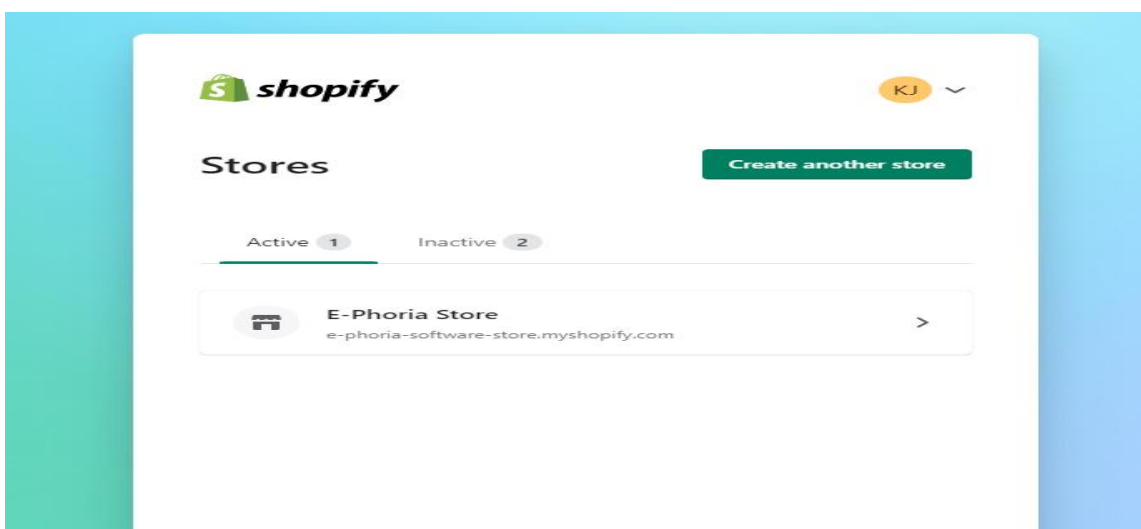 shopify
KJ
Stores
Create another store
Active 1
Inactive 2
E-Phoria Store
e-phoria-software-store.myshopify.com